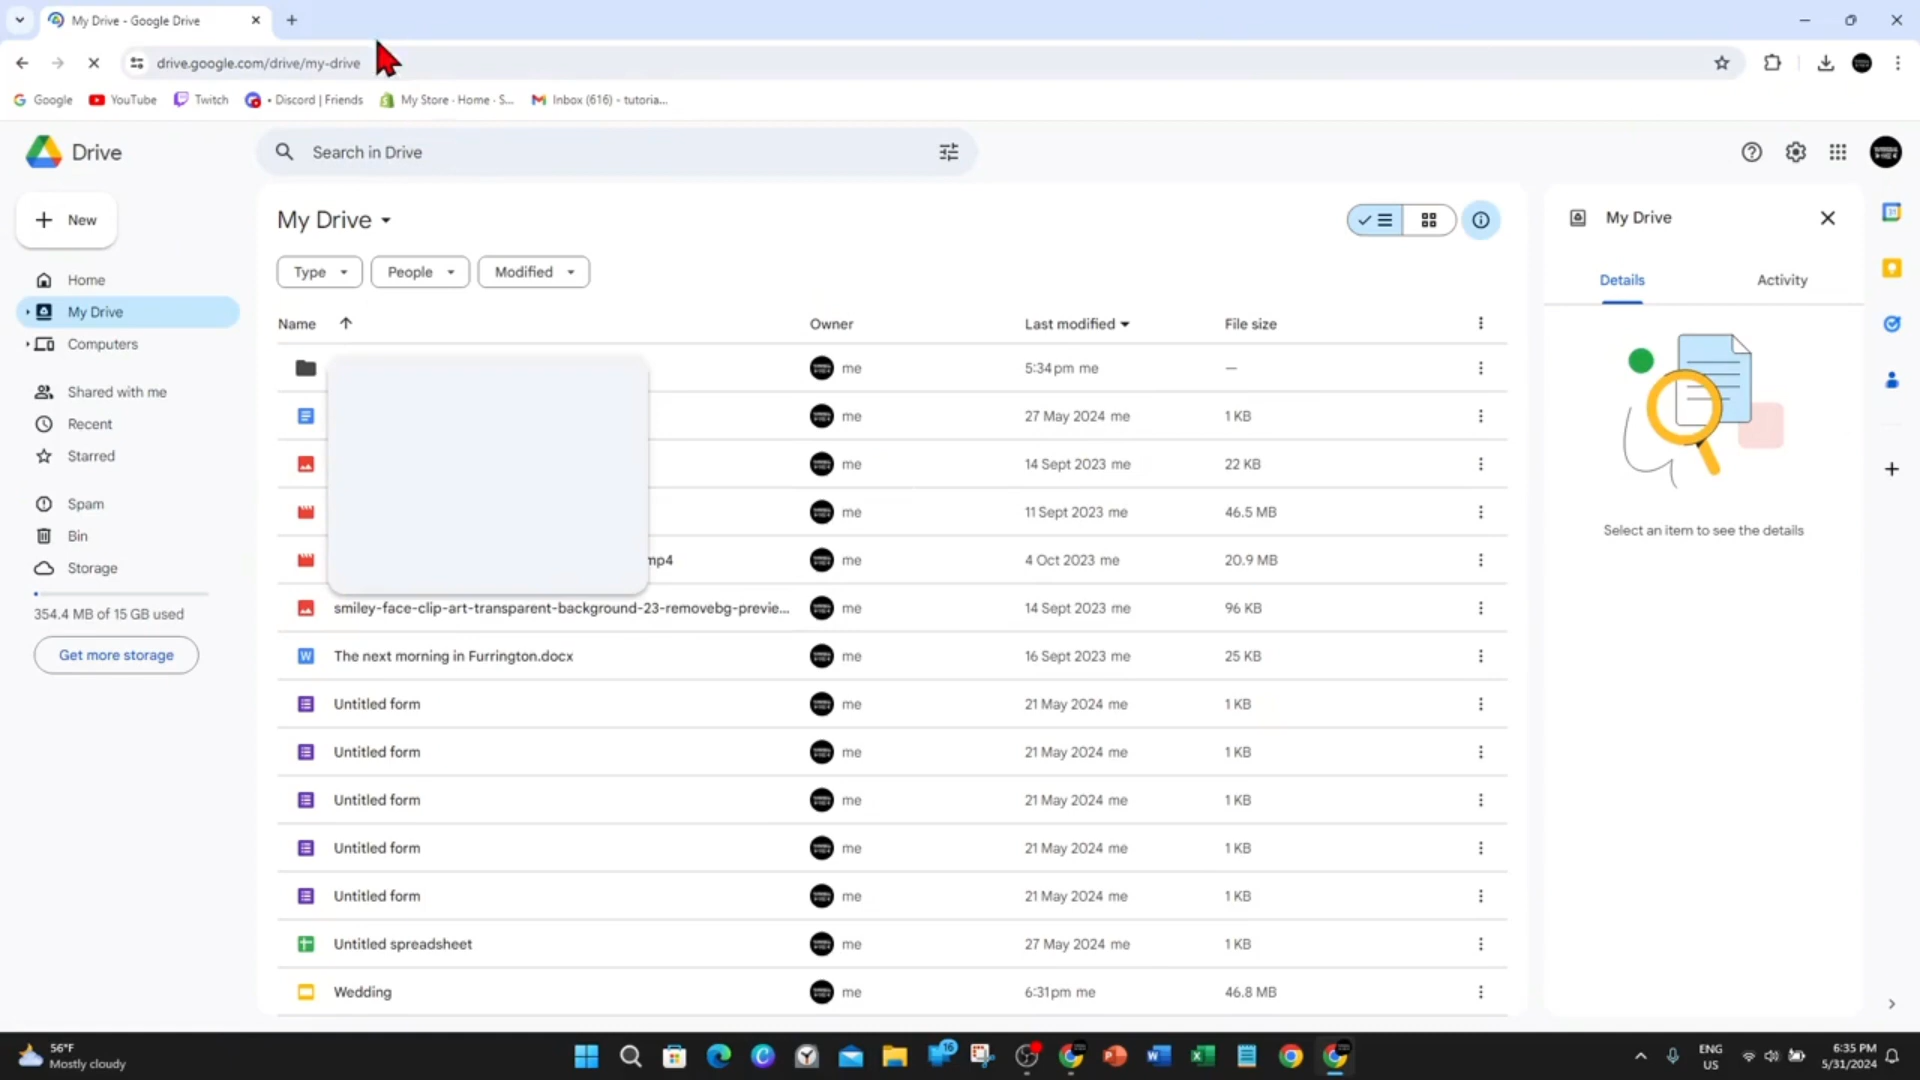 My Drive - Google Drive
drive.google.com/drive/my-drive
Google YouTube Twitch • Discord | Friends My Store · Home · S... Inbox (616) - tutoria...
Drive
Search in Drive
New
Home
My Drive
Computers
Shared with me
Recent
Starred
Spam
Bin
Storage
354.4 MB of 15 GB used
Get more storage
My Drive
Type People Modified
Name Owner Last modified File size
me 5:34 pm me —
me 27 May 2024 me 1 KB
me 14 Sept 2023 me 22 KB
me 11 Sept 2023 me 46.5 MB
mp4 me 4 Oct 2023 me 20.9 MB
smiley-face-clip-art-transparent-background-23-removebg-previe... me 14 Sept 2023 me 96 KB
The next morning in Furrington.docx me 16 Sept 2023 me 25 KB
Untitled form me 21 May 2024 me 1 KB
Untitled form me 21 May 2024 me 1 KB
Untitled form me 21 May 2024 me 1 KB
Untitled form me 21 May 2024 me 1 KB
Untitled form me 21 May 2024 me 1 KB
Untitled spreadsheet me 27 May 2024 me 1 KB
Wedding me 6:31 pm me 46.8 MB
My Drive
Details Activity
Select an item to see the details
56°F
Mostly cloudy
16
ENG
US
6:35 PM
5/31/2024